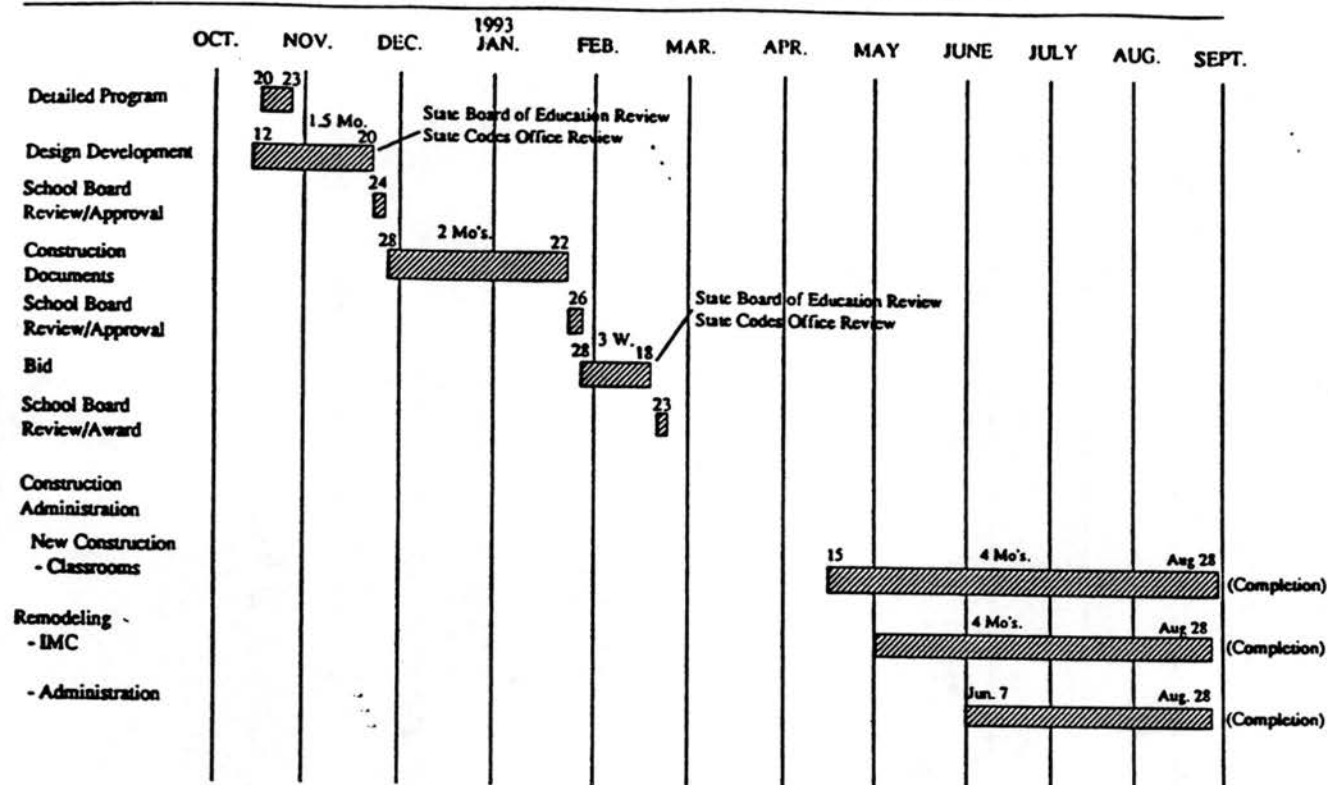 1993
OCT. NOV. DEC. JAN. FEB. MAR. APR. MAY JUNE JULY AUG. SEPT.
20 23
Detailed Program
1.5 Mo.
State Board of Education Review
12 20
State Codes Office Review
Design Development
24
School Board
Review/Approval
28 2 Mo's. 22
Construction
Documents
26
State Board of Education Review
School Board
State Codes Office Review
Review/Approval
3 W.
28 18
Bid
23
School Board
Review/Award
Construction
Administration
New Construction
15 4 Mo's. Aug 28
- Classrooms
(Completion)
Remodeling
4 Mo's. Aug 28
- IMC
(Completion)
- Administration
Jun. 7 Aug. 28
(Completion)